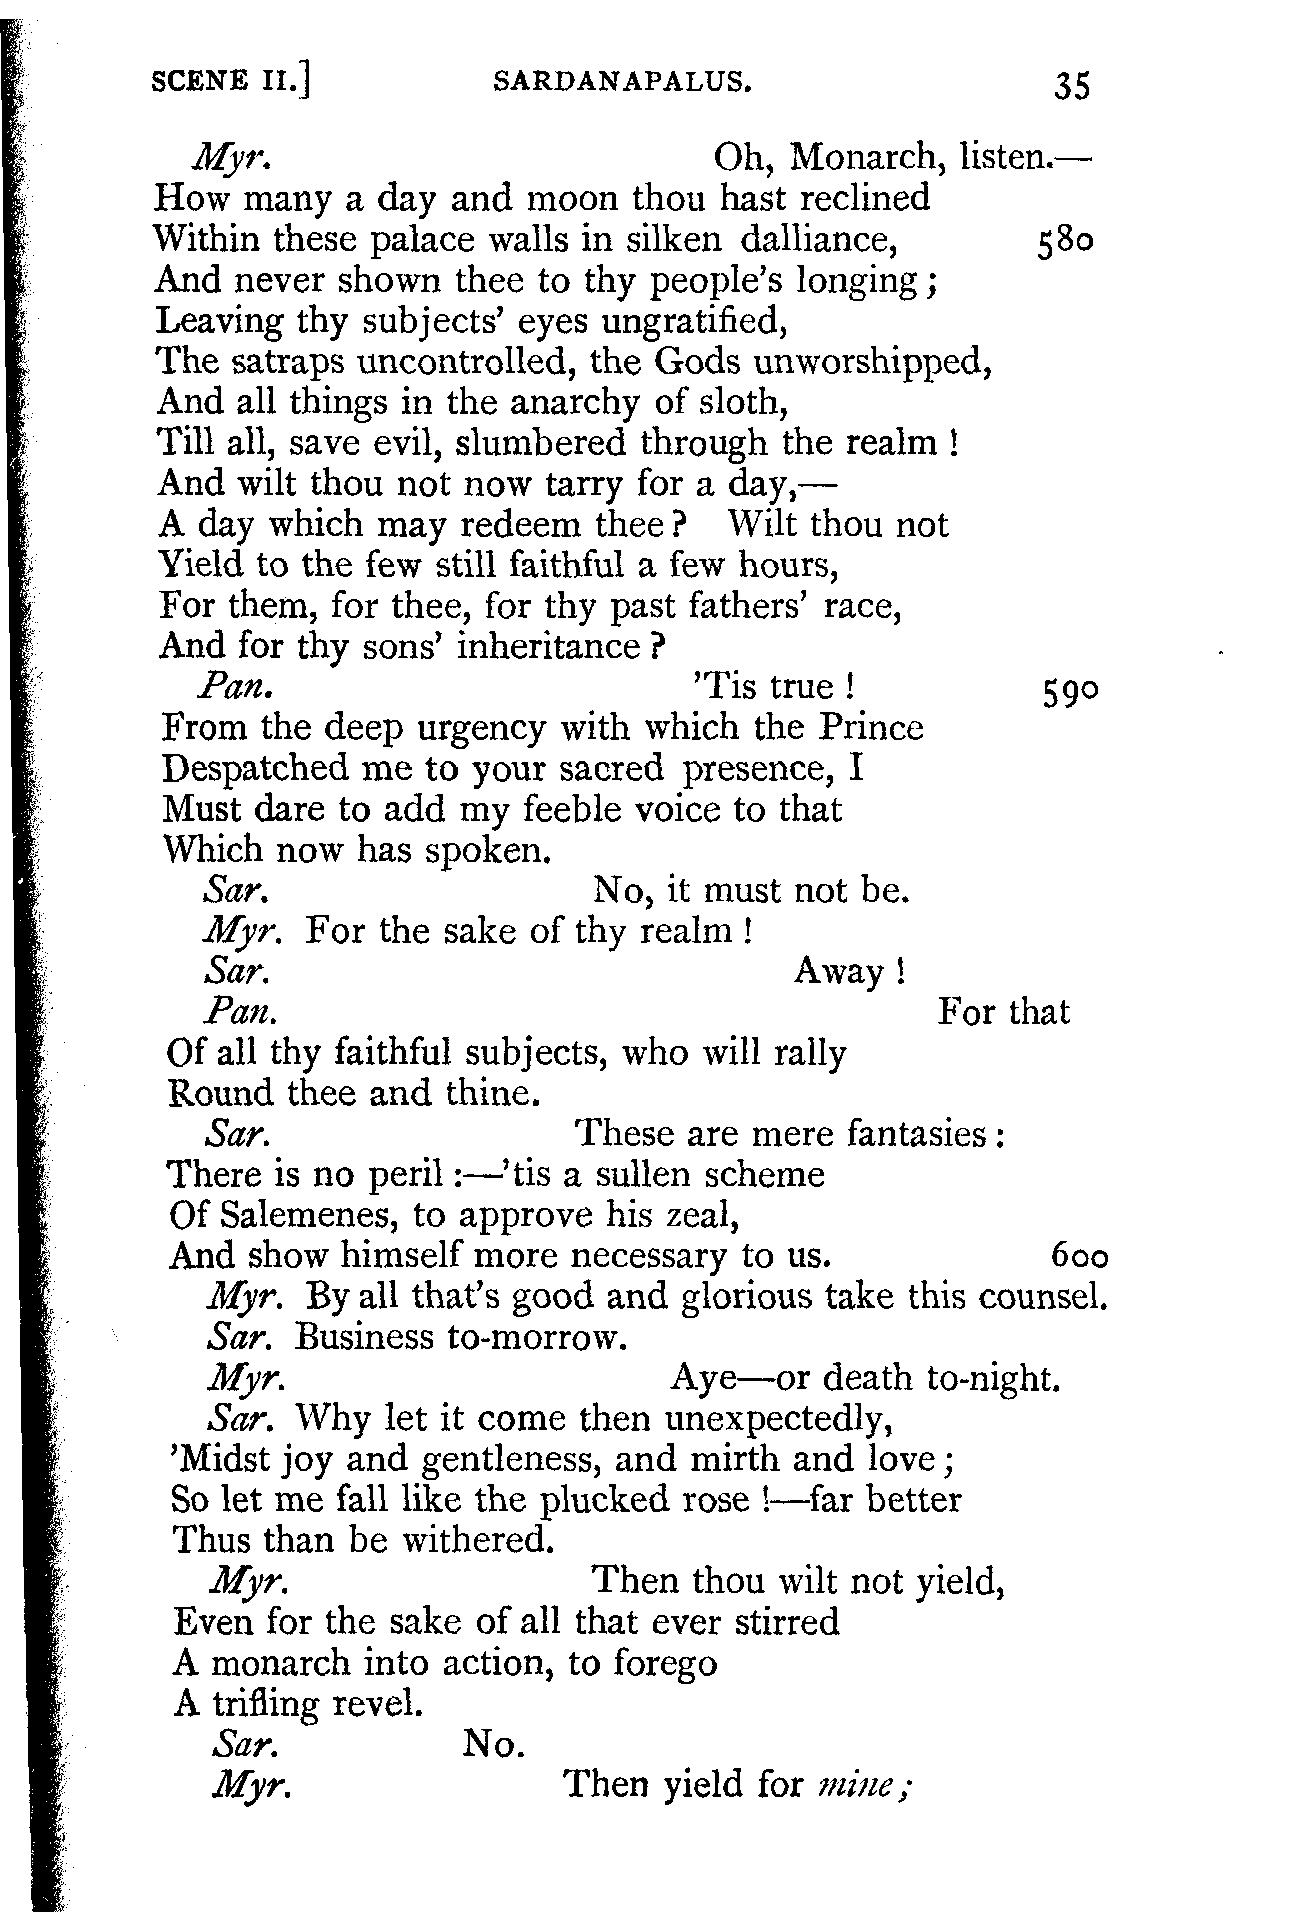 SCENE II.] SARDANAPALUS. 35
Myr. Oh, Monarch, listen.—
How many a day and moon thou hast reclined
Within these palace walls in silken dalliance, 580
And never shown thee to thy people's longing;
Leaving thy subjects' eyes ungratified,
The satraps uncontrolled, the Gods unworshipped,
And all things in the anarchy of sloth,
Till all, save evil, slumbered through the realm!
And wilt thou not now tarry for a day,—
A day which may redeem thee? Wilt thou not
Yield to the few still faithful a few hours,
For them, for thee, for thy past fathers' race,
And for thy sons' inheritance?
Pan. 'Tis true! 590
From the deep urgency with which the Prince
Despatched me to your sacred presence, I
Must dare to add my feeble voice to that
Which now has spoken.
Sar. No, it must not be.
Myr. For the sake of thy realm!
Sar. Away!
Pan. For that
Of all thy faithful subjects, who will rally
Round thee and thine.
Sar. These are mere fantasies:
There is no peril:—'tis a sullen scheme
Of Salemenes, to approve his zeal,
And show himself more necessary to us. 600
Myr. By all that's good and glorious take this counsel.
Sar. Business to-morrow.
Myr. Aye—or death to-night.
Sar. Why let it come then unexpectedly,
'Midst joy and gentleness, and mirth and love;
So let me fall like the plucked rose!—far better
Thus than be withered.
Myr. Then thou wilt not yield,
Even for the sake of all that ever stirred
A monarch into action, to forego
A trifling revel.
Sar. No.
Myr. Then yield for mine;